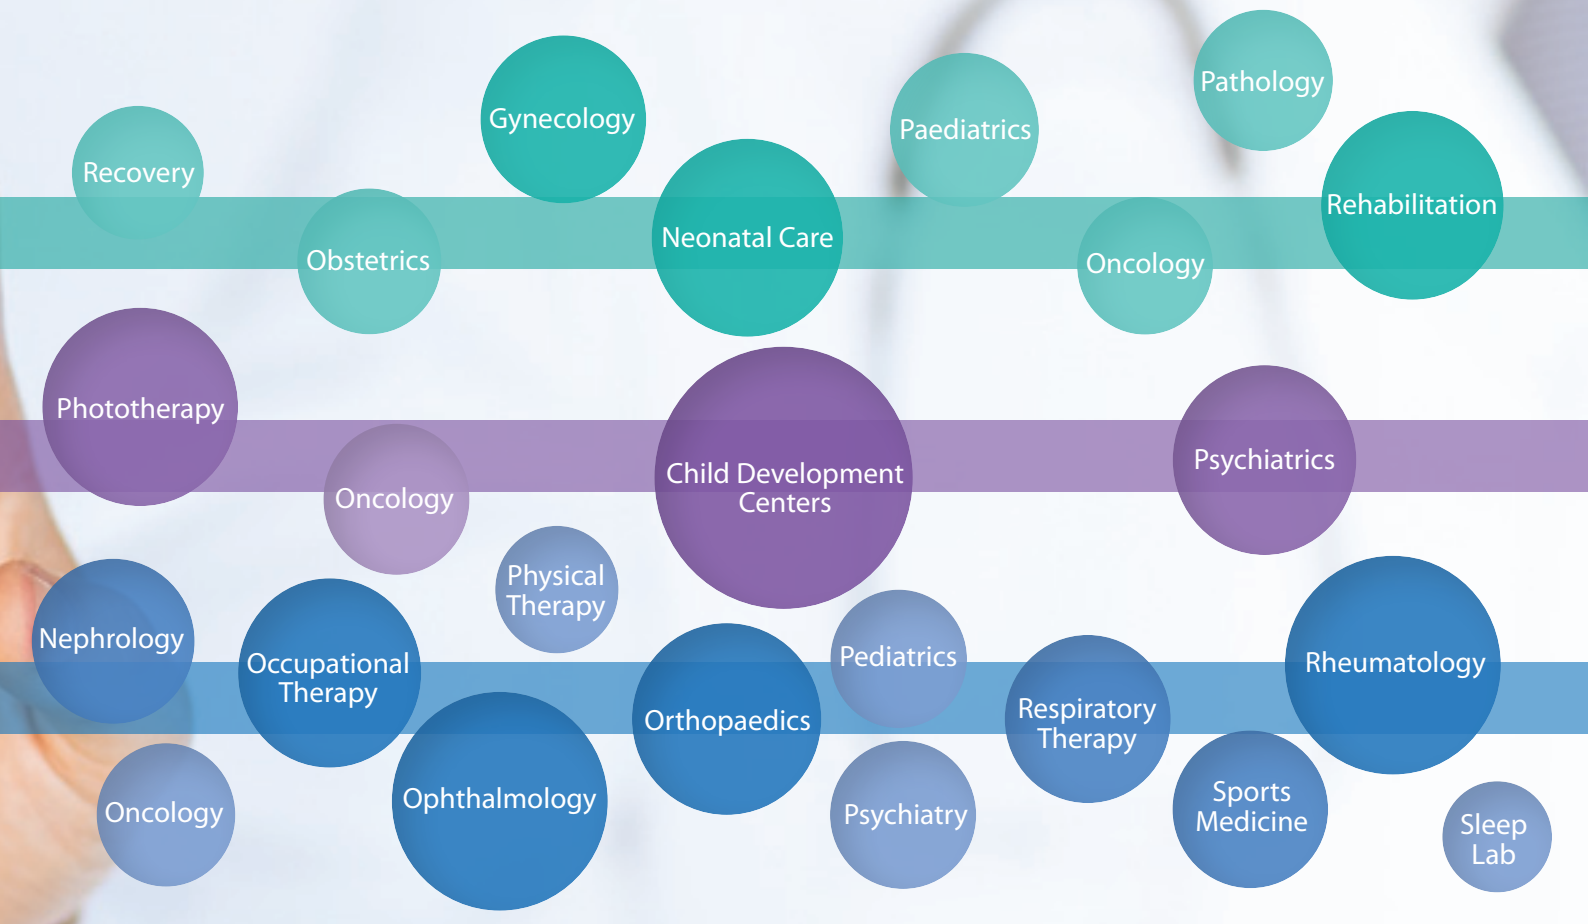 Pathology
Gynecology
Paediatrics
Recovery
Rehabilitation
Neonatal Care
Obstetrics
Oncology
Phototherapy
Psychiatrics
Child Development
Centers
Oncology
Physical
Therapy
Nephrology
Pediatrics
Occupational
Therapy
Rheumatology
Orthopaedics
Respiratory
Therapy
Ophthalmology
Oncology
Psychiatry
Sports
Medicine
Sleep
Lab